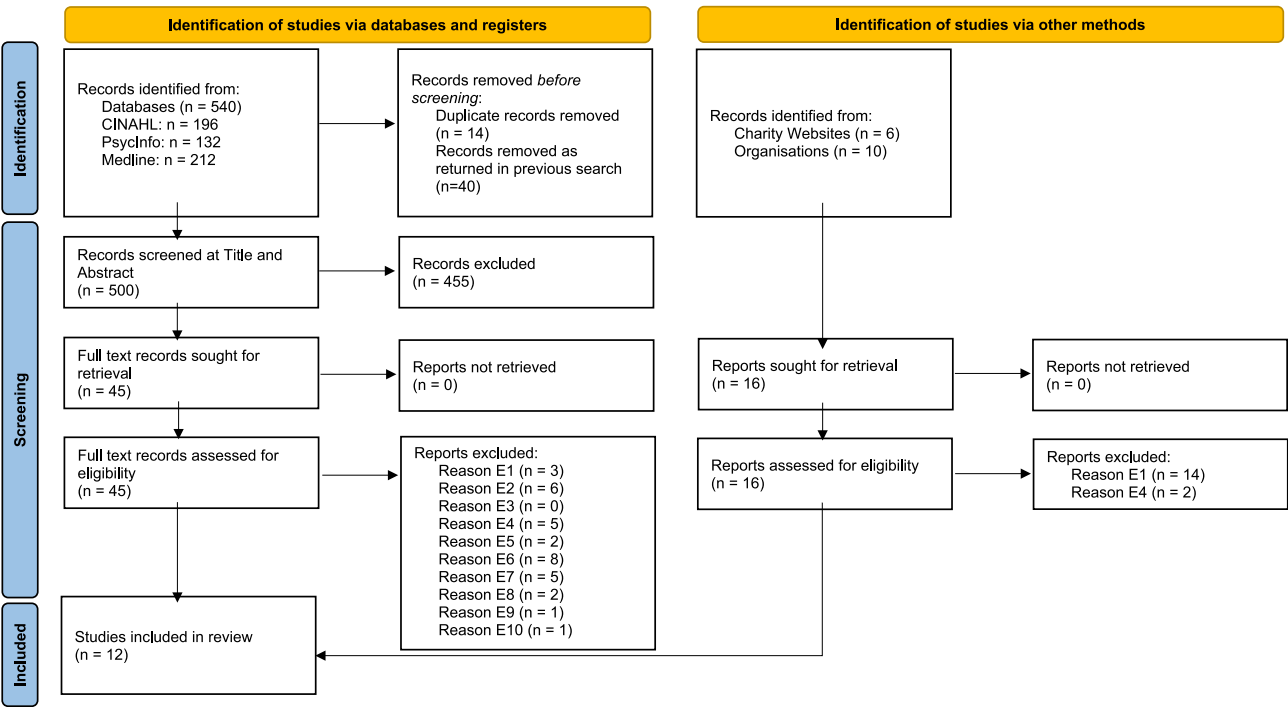 Identification of studies via databases and registers
Identification of studies via other methods
Identification
Records identified from:
Databases (n = 540)
CINAHL: n = 196
PsycInfo: n = 132
Medline: n = 212
Records removed before
screening:
Duplicate records removed
(n = 14)
Records removed as
returned in previous search
(n=40)
Records identified from:
Charity Websites (n = 6)
Organisations (n = 10)
Screening
Records screened at Title and
Abstract
(n = 500)
Records excluded
(n = 455)
Full text records sought for
retrieval
(n = 45)
Reports not retrieved
(n = 0)
Reports sought for retrieval
(n = 16)
Reports not retrieved
(n = 0)
Full text records assessed for
eligibility
(n = 45)
Reports excluded:
Reason E1 (n = 3)
Reason E2 (n = 6)
Reason E3 (n = 0)
Reason E4 (n = 5)
Reason E5 (n = 2)
Reason E6 (n = 8)
Reason E7 (n = 5)
Reason E8 (n = 2)
Reason E9 (n = 1)
Reason E10 (n = 1)
Reports assessed for eligibility
(n = 16)
Reports excluded:
Reason E1 (n = 14)
Reason E4 (n = 2)
Included
Studies included in review
(n = 12)